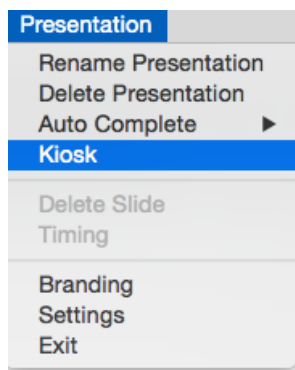 Presentation
Rename Presentation
Delete Presentation
Auto Complete
Kiosk
Delete Slide
Timing
Branding
Settings
Exit